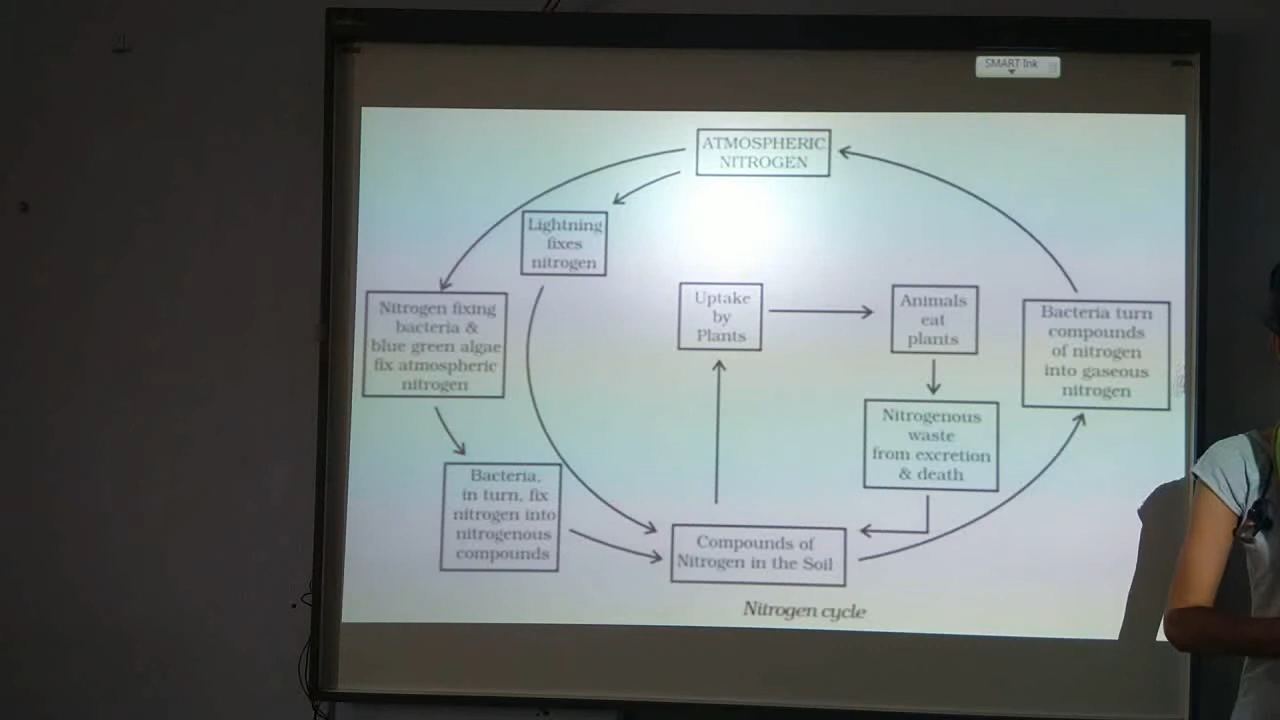 SMART Ink
ATMOSPHERIC
NITROGEN
Lightning
fixes
nitrogen
Nitrogen fixing
bacteria &
blue green algae
fix atmospheric
nitrogen
Uptake
by
Plants
Animals
eat
plants
Bacteria turn
compounds
of nitrogen
into gaseous
nitrogen
Nitrogenous
waste
from excretion
& death
Bacteria,
in turn, fix
nitrogen into
nitrogenous
compounds
Compounds of
Nitrogen in the Soil
Nitrogen cycle